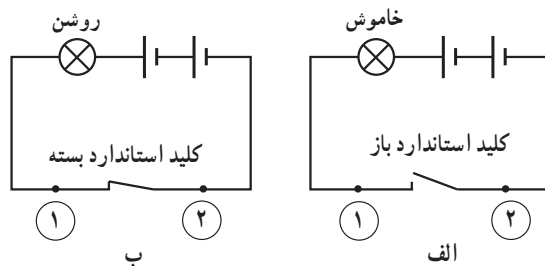 خاموش
روشن
کلید استاندارد باز
کلید استاندارد بسته
۱ ۲
۱ ۲
الف
ب